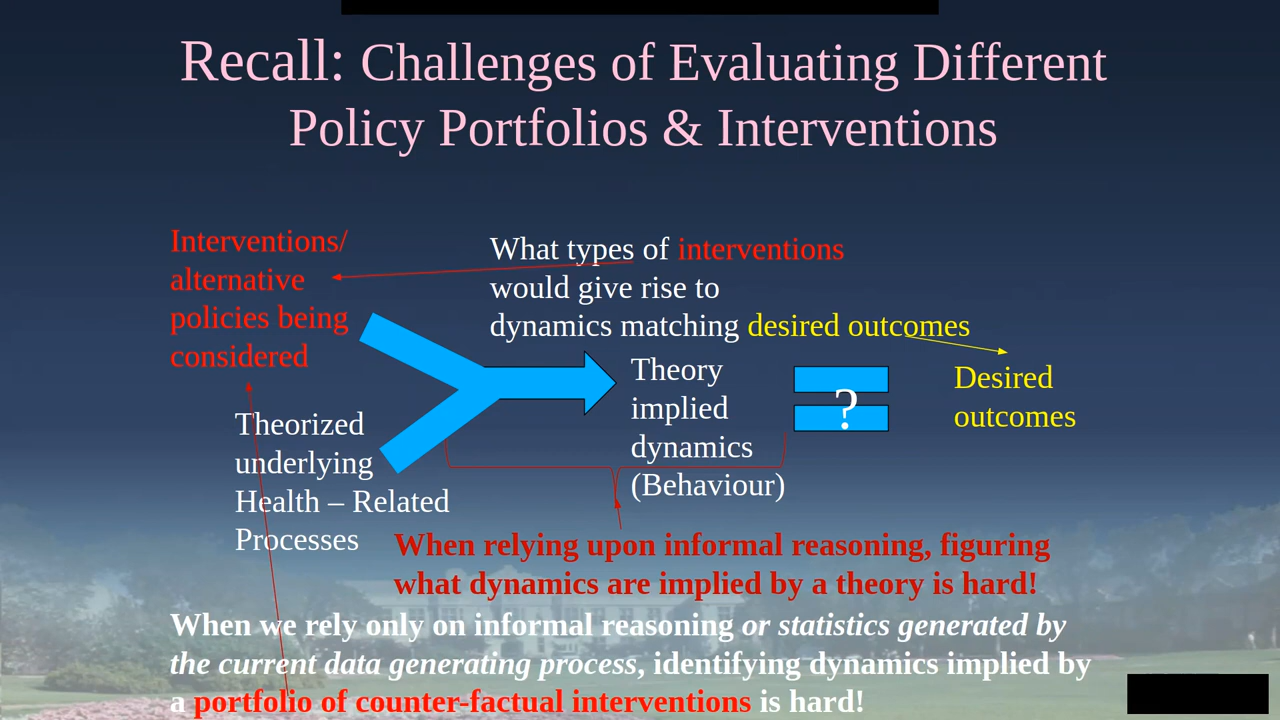 Recall: Challenges of Evaluating Different
Policy Portfolios & Interventions
Interventions/
alternative
policies being
considered
What types of interventions
would give rise to
dynamics matching desired outcomes
Theorized
underlying
Health – Related
Processes
Theory
implied
dynamics
(Behaviour)
?
Desired
outcomes
When relying upon informal reasoning, figuring
what dynamics are implied by a theory is hard!
When we rely only on informal reasoning or statistics generated by
the current data generating process, identifying dynamics implied by
a portfolio of counter-factual interventions is hard!